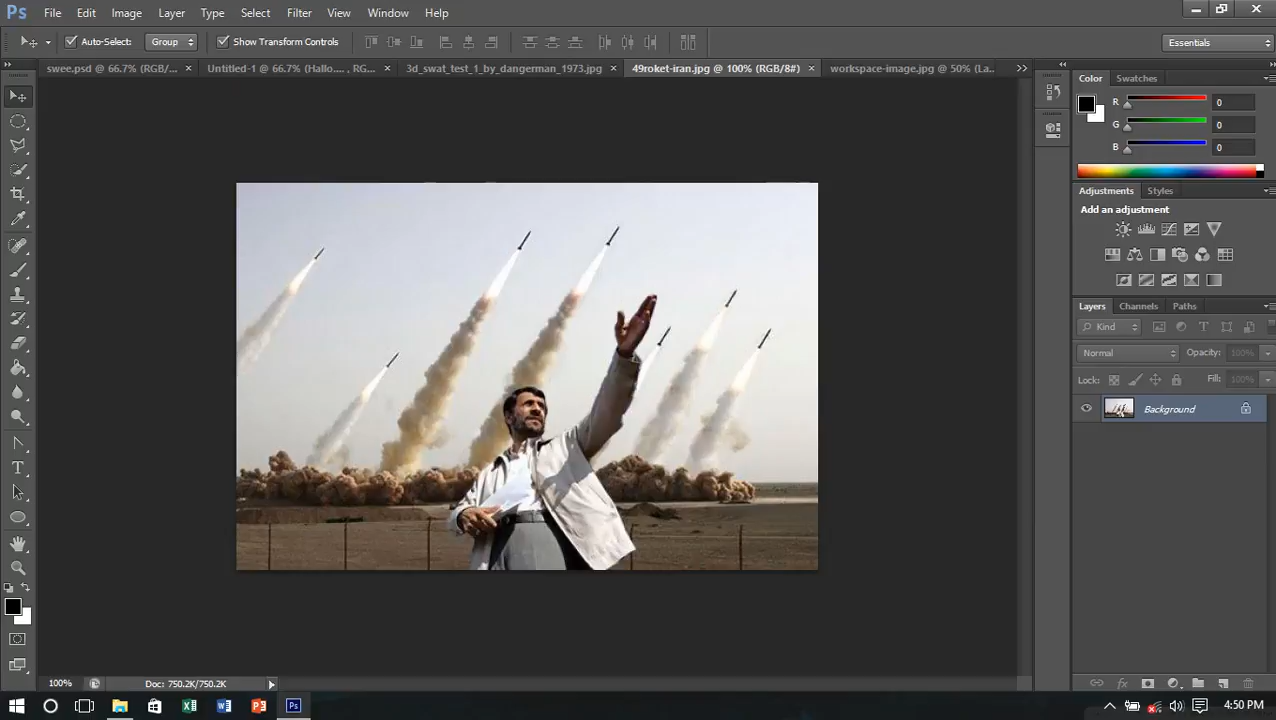 Ps File Edit Image Layer Type Select Filter 3D View Window Help
Auto-Select: Group Show Transform Controls Essentials
swee.psd @ 66.7% (RGB/... × Untitled-1 @ 66.7% (Hallo...., RG... × 3d_swat_test_1_by_dangerman_1973.jpg × 49roket-iran.jpg @ 100% (RGB/8#) × workspace-image.jpg @ 50% (La...
Color Swatches
R 0
G 0
B 0
Adjustments Styles
Add an adjustment
Layers Channels Paths
Kind
Normal Opacity: 100%
Lock: Fill: 100%
Background
100% Doc: 750.2K/750.2K
4:50 PM